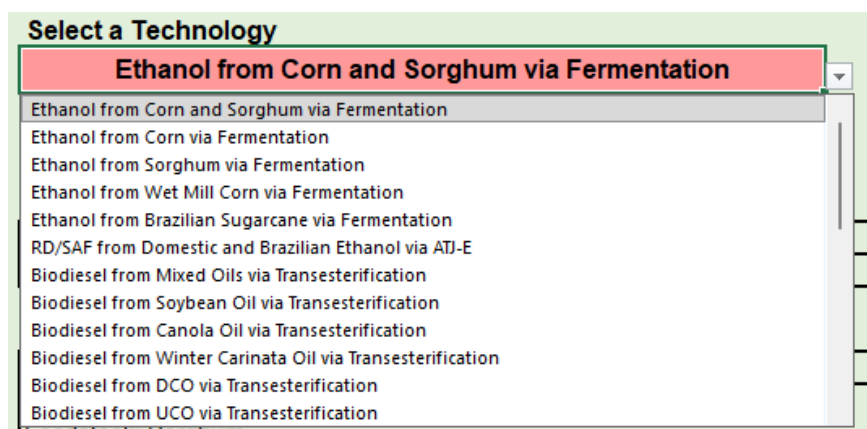 Select a Technology
Ethanol from Corn and Sorghum via Fermentation
Ethanol from Corn and Sorghum via Fermentation
Ethanol from Corn via Fermentation
Ethanol from Sorghum via Fermentation
Ethanol from Wet Mill Corn via Fermentation
Ethanol from Brazilian Sugarcane via Fermentation
RD/SAF from Domestic and Brazilian Ethanol via ATJ-E
Biodiesel from Mixed Oils via Transesterification
Biodiesel from Soybean Oil via Transesterification
Biodiesel from Canola Oil via Transesterification
Biodiesel from Winter Carinata Oil via Transesterification
Biodiesel from DCO via Transesterification
Biodiesel from UCO via Transesterification